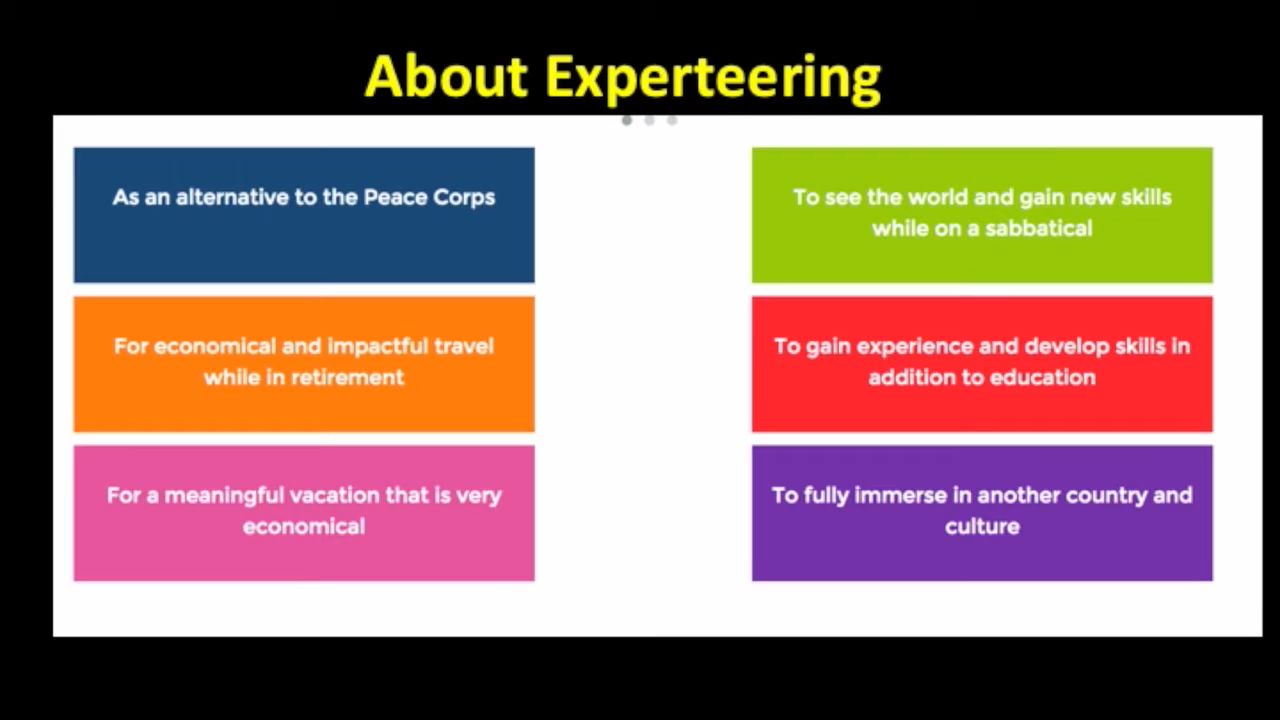 About Experteering
As an alternative to the Peace Corps
To see the world and gain new skills
while on a sabbatical
For economical and impactful travel
while in retirement
To gain experience and develop skills in
addition to education
For a meaningful vacation that is very
economical
To fully immerse in another country and
culture